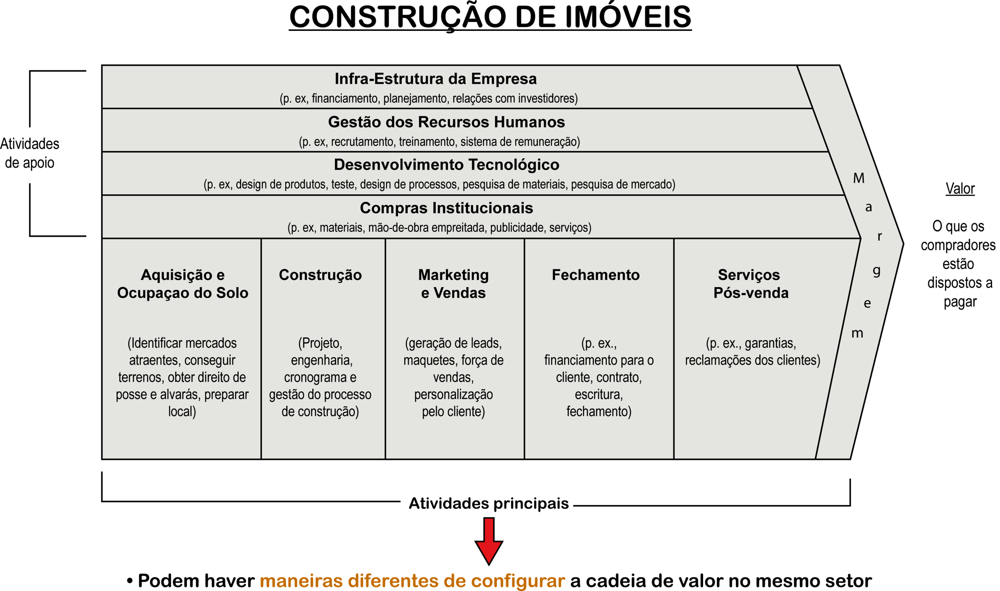 CONSTRUÇÃO DE IMÓVEIS
Atividades
de apoio
Infra-Estrutura da Empresa
(p. ex, financiamento, planejamento, relações com investidores)
Gestão dos Recursos Humanos
(p. ex, recrutamento, treinamento, sistema de remuneração)
Desenvolvimento Tecnológico
(p. ex, design de produtos, teste, design de processos, pesquisa de materiais, pesquisa de mercado)
Compras Institucionais
(p. ex, materiais, mão-de-obra empreitada, publicidade, serviços)
Aquisição e
Ocupaçao do Solo
(Identificar mercados
atraentes, conseguir
terrenos, obter direito de
posse e alvarás, preparar
local)
Construção
(Projeto,
engenharia,
cronograma e
gestão do processo
de construção)
Marketing
e Vendas
(geração de leads,
maquetes, força de
vendas,
personalização
pelo cliente)
Fechamento
(p. ex.,
financiamento para o
cliente, contrato,
escritura,
fechamento)
Serviços
Pós-venda
(p. ex., garantias,
reclamações dos clientes)
Margem
Valor
O que os
compradores
estão
dispostos a
pagar
Atividades principais
• Podem haver maneiras diferentes de configurar a cadeia de valor no mesmo setor